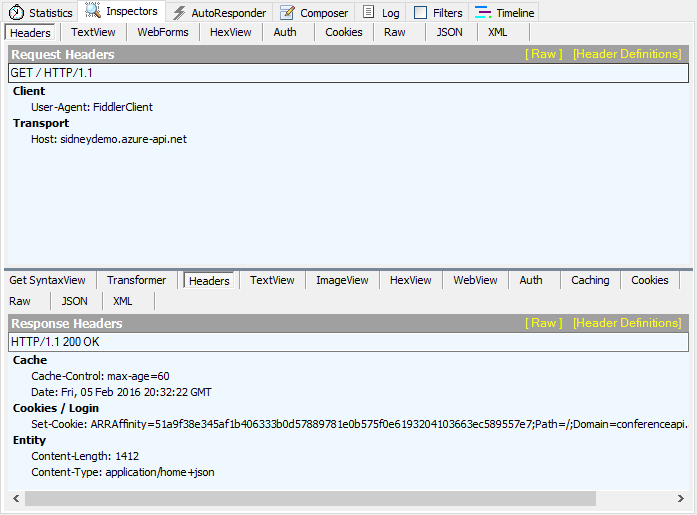 Statistics Inspectors AutoResponder Composer Log Filters Timeline
Headers TextView WebForms HexView Auth Cookies Raw JSON XML
Request Headers [ Raw ] [Header Definitions]
GET / HTTP/1.1
Client
User-Agent: FiddlerClient
Transport
Host: sidneydemo.azure-api.net
Get SyntaxView Transformer Headers TextView ImageView HexView WebView Auth Caching Cookies
Raw JSON XML
Response Headers [ Raw ] [Header Definitions]
HTTP/1.1 200 OK
Cache
Cache-Control: max-age=60
Date: Fri, 05 Feb 2016 20:32:22 GMT
Cookies / Login
Set-Cookie: ARRAffinity=51a9f38e345af1b406333b0d57889781e0b575f0e6193204103663ec589557e7;Path=/;Domain=conferenceapi.
Entity
Content-Length: 1412
Content-Type: application/home+json